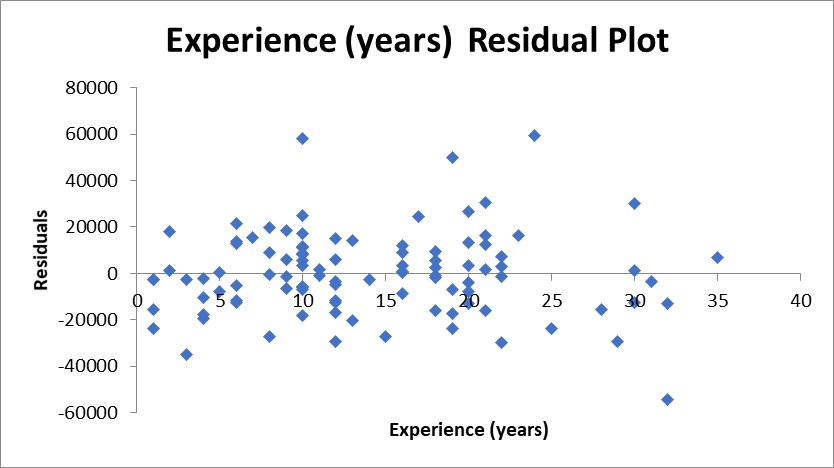 Experience (years)  Residual Plot
80000
60000
40000
20000
0
-20000
-40000
-60000
0 5 10 15 20 25 30 35 40
Residuals
Experience (years)